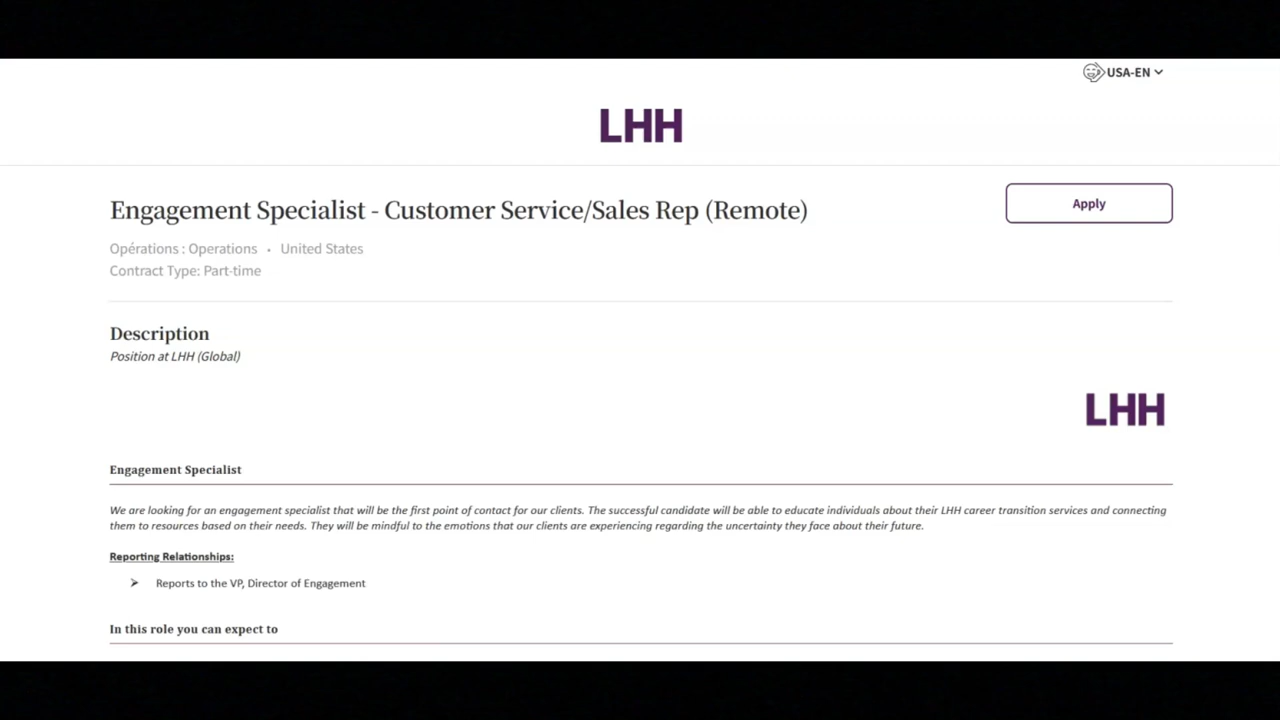 USA-EN
LHH
Engagement Specialist - Customer Service/Sales Rep (Remote)
Apply
Opérations : Operations • United States
Contract Type: Part-time
Description
Position at LHH (Global)
LHH
Engagement Specialist
We are looking for an engagement specialist that will be the first point of contact for our clients. The successful candidate will be able to educate individuals about their LHH career transition services and connecting
them to resources based on their needs. They will be mindful to the emotions that our clients are experiencing regarding the uncertainty they face about their future.
Reporting Relationships:
➢ Reports to the VP, Director of Engagement
In this role you can expect to